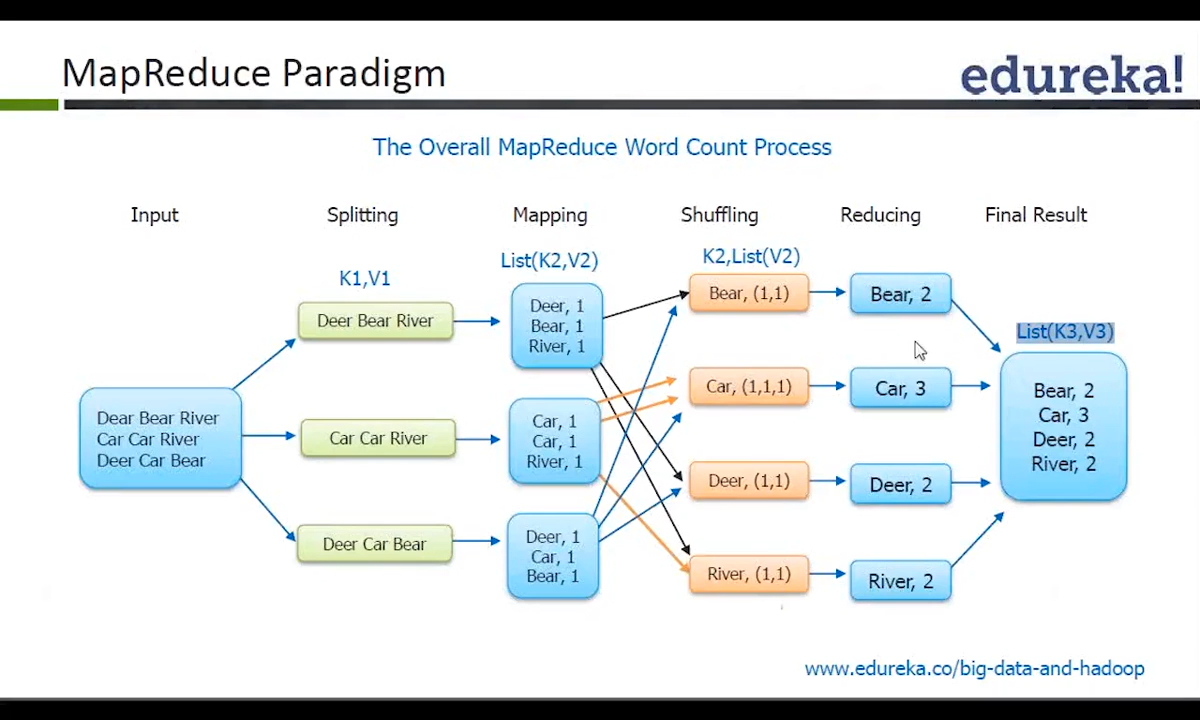 MapReduce Paradigm
edureka!
The Overall MapReduce Word Count Process
Input
Splitting
Mapping
Shuffling
Reducing
Final Result
K1,V1
List(K2,V2)
K2,List(V2)
List(K3,V3)
Dear Bear River
Car Car River
Deer Car Bear
Deer Bear River
Car Car River
Deer Car Bear
Deer, 1
Bear, 1
River, 1
Car, 1
Car, 1
River, 1
Deer, 1
Car, 1
Bear, 1
Bear, (1,1)
Car, (1,1,1)
Deer, (1,1)
River, (1,1)
Bear, 2
Car, 3
Deer, 2
River, 2
Bear, 2
Car, 3
Deer, 2
River, 2
www.edureka.co/big-data-and-hadoop